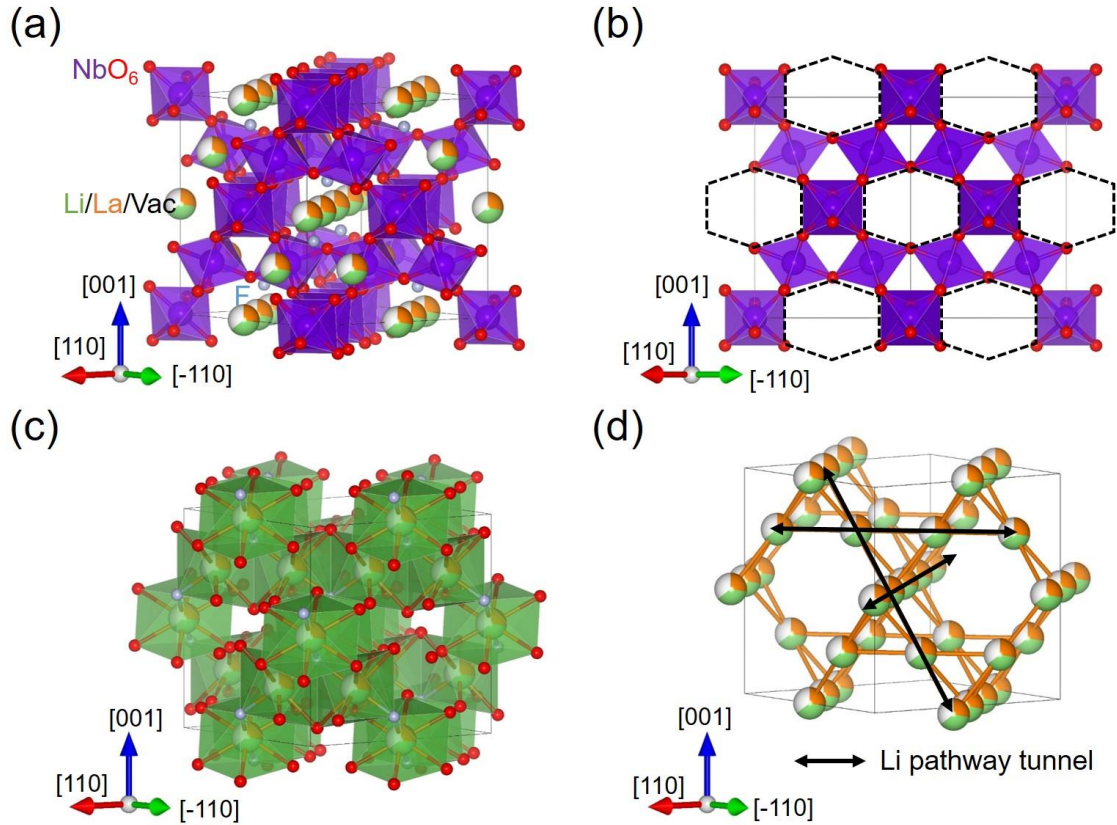 (a)
NbO₆
Li/La/Vac
F
[001]
[110]
[-110]
(b)
[001]
[110]
[-110]
(c)
[001]
[110]
[-110]
(d)
[001]
[110]
[-110]
Li pathway tunnel